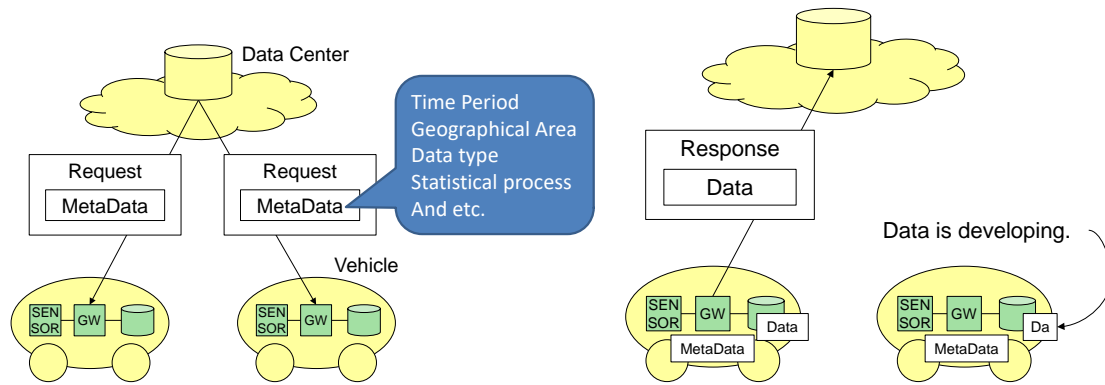 Data Center
Time Period
Geographical Area
Data type
Statistical process
And etc.
Request
MetaData
Request
MetaData
Vehicle
SEN
SOR
GW
SEN
SOR
GW
Response
Data
Data is developing.
SEN
SOR
GW
Data
MetaData
SEN
SOR
GW
Da
MetaData